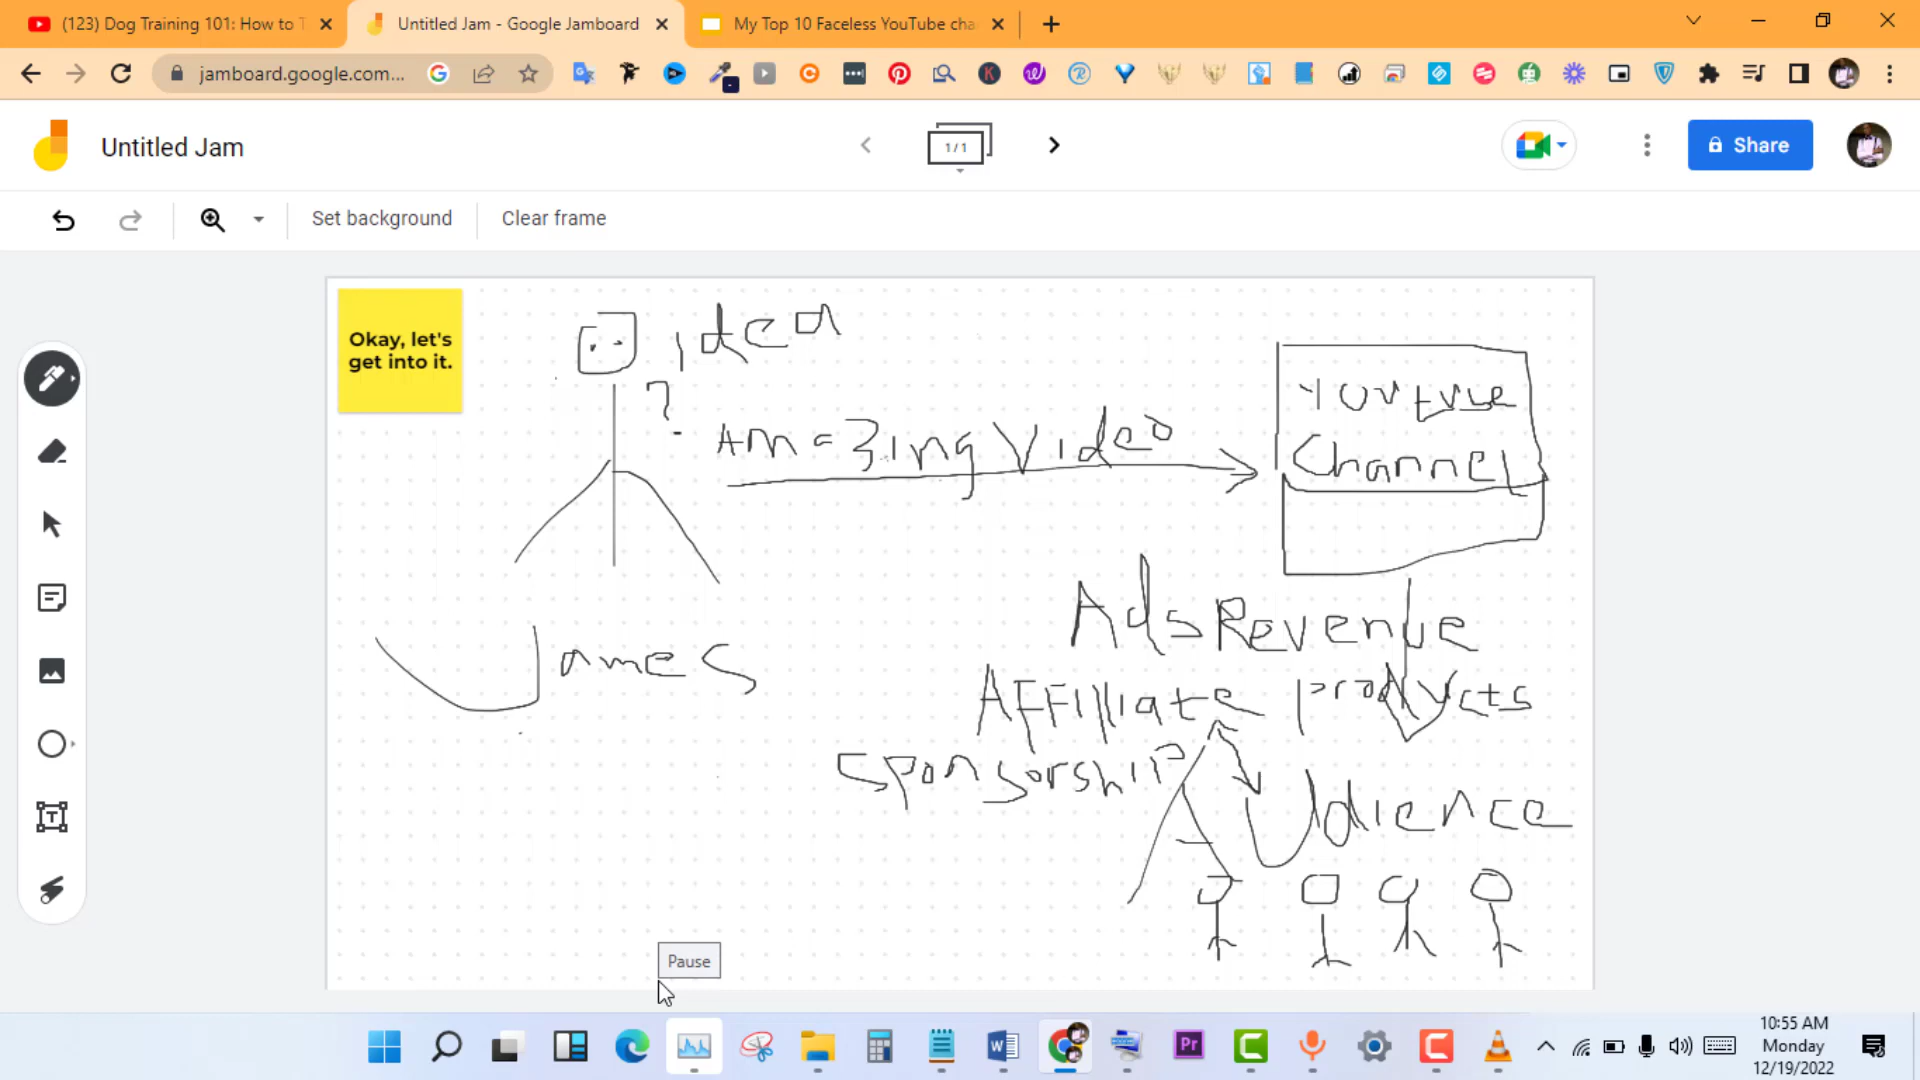 (123) Dog Training 101: How to T
Untitled Jam - Google Jamboard
My Top 10 Faceless YouTube cha
jamboard.google.com...
Untitled Jam
1/1
Share
Set background
Clear frame
Okay, let's
get into it.
idea
?
Amazing Video
Youtube
Channel
James
Ads Revenue
Affilliate products
Sponsorship
Audience
Pause
10:55 AM
Monday
12/19/2022